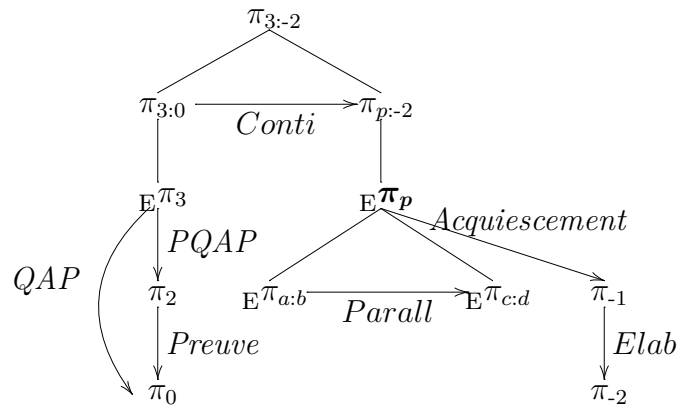 π3:-2
π3:0 Conti πp:-2
Eπ3 Eπp
Acquiescement
QAP PQAP
π2 Eπa:b Parall Eπc:d π-1
Preuve Elab
π0 π-2